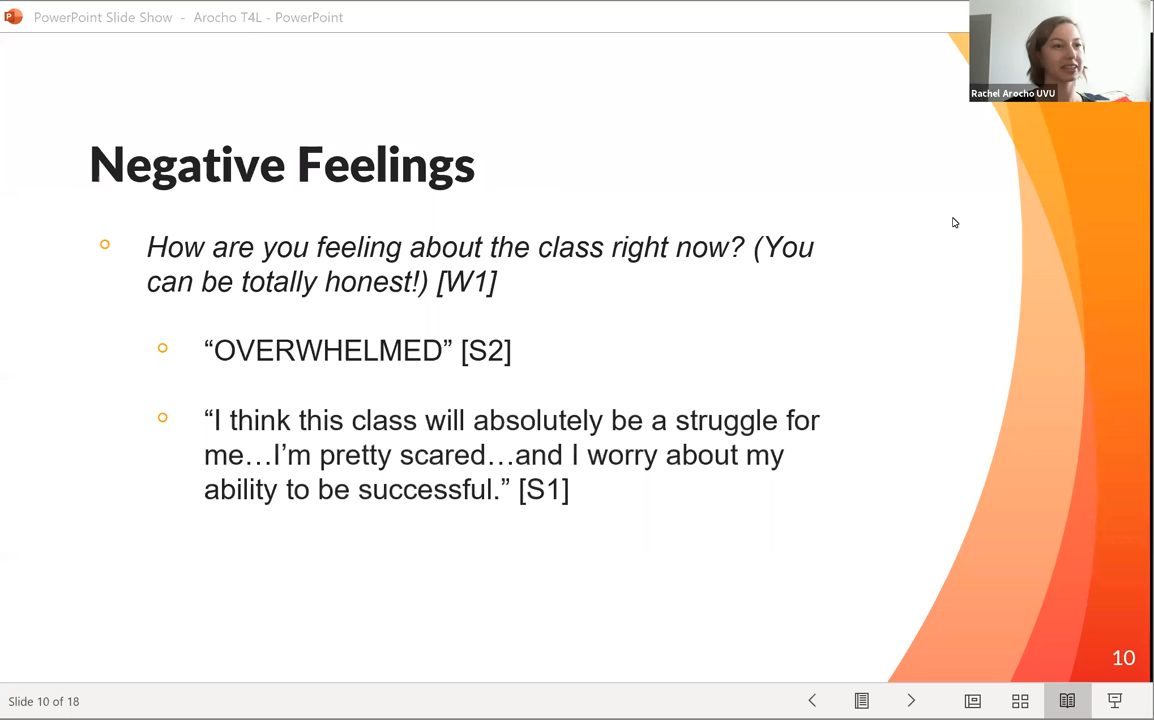 PowerPoint Slide Show - Arocho T4L - PowerPoint
Rachel Arocho UVU
Negative Feelings
How are you feeling about the class right now? (You
can be totally honest!) [W1]
“OVERWHELMED” [S2]
“I think this class will absolutely be a struggle for
me…I’m pretty scared…and I worry about my
ability to be successful.” [S1]
10
Slide 10 of 18